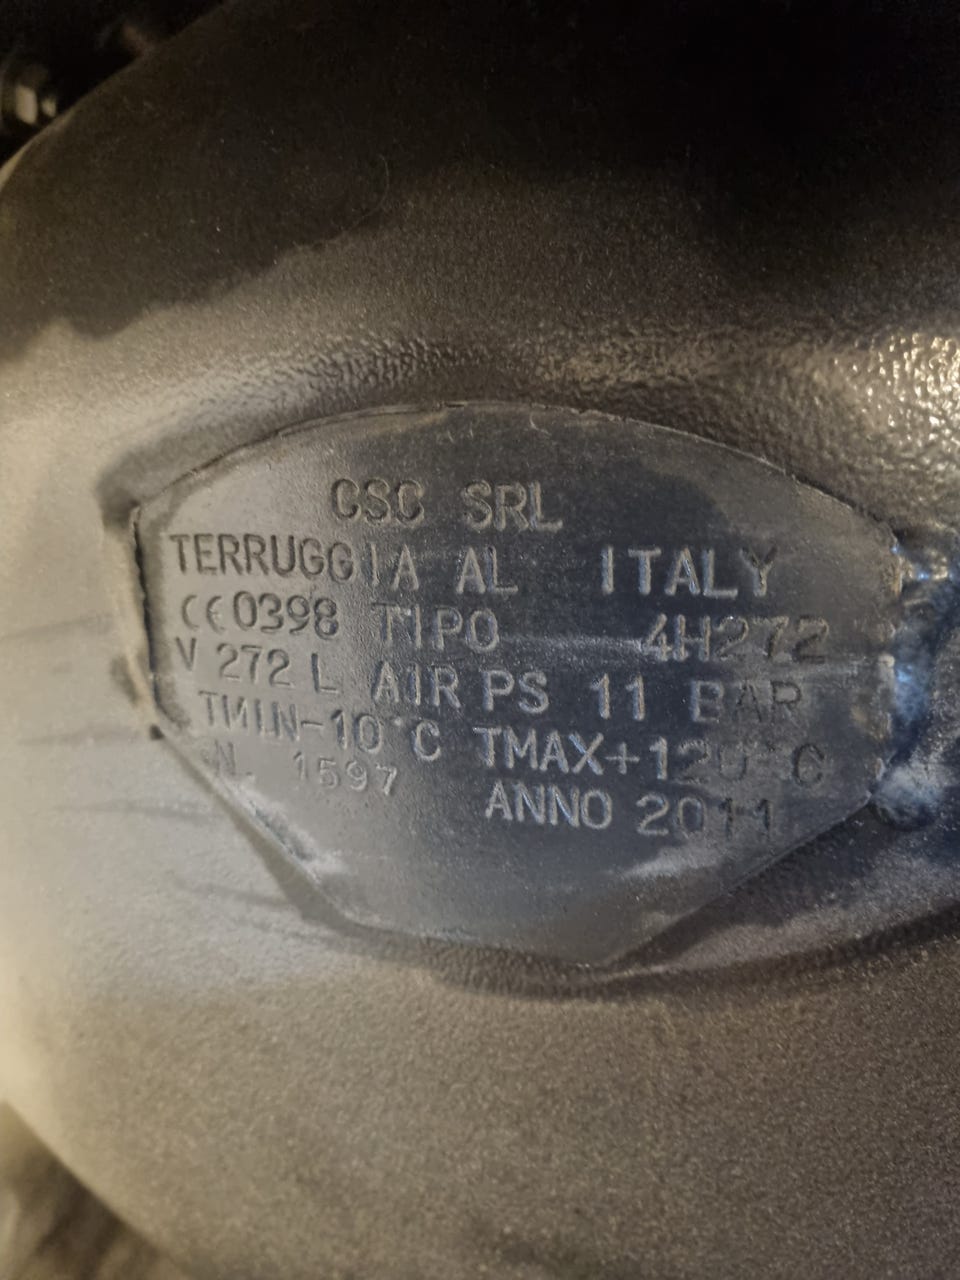 CSC SRL
TERRUGGIA AL ITALY
CE0398 TIPO 4H272
V 272 L AIR PS 11 BAR
TMIN-10°C TMAX+120°C
N. 1597 ANNO 2011